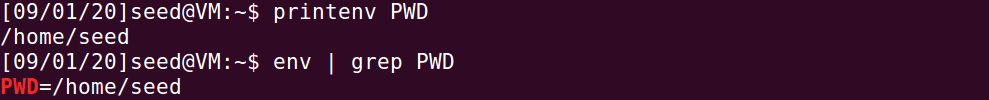 [09/01/20]seed@VM:~$ printenv PWD
/home/seed
[09/01/20]seed@VM:~$ env | grep PWD
PWD=/home/seed